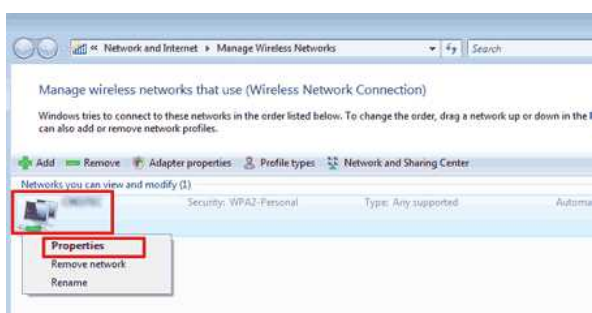 « Network and Internet ▸ Manage Wireless Networks Search
Manage wireless networks that use (Wireless Network Connection)
Windows tries to connect to these networks in the order listed below. To change the order, drag a network up or down in the
can also add or remove network profiles.
Add Remove Adapter properties Profile types Network and Sharing Center
Networks you can view and modify (1)
Security: WPA2-Personal Type: Any supported Automa
Properties
Remove network
Rename